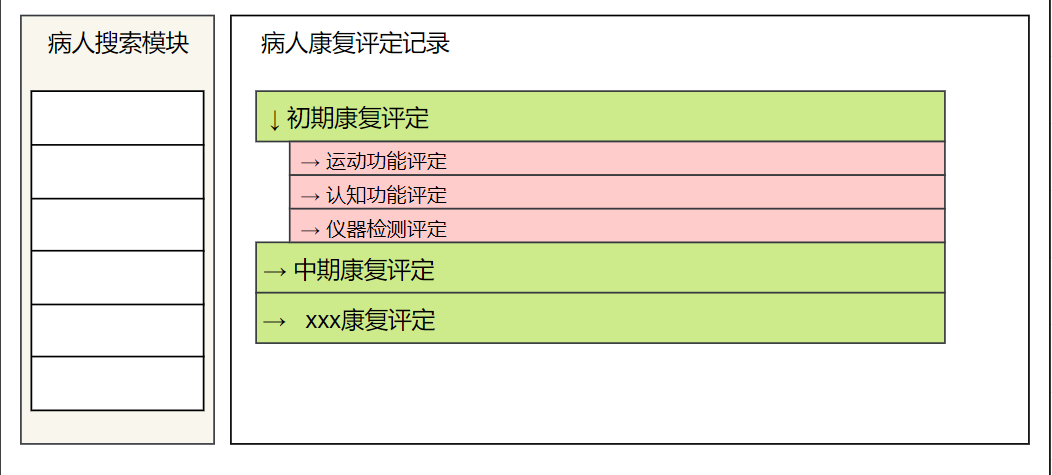 病人搜索模块
病人康复评定记录
↓初期康复评定
→ 运动功能评定
→ 认知功能评定
→ 仪器检测评定
→ 中期康复评定
→ xxx康复评定